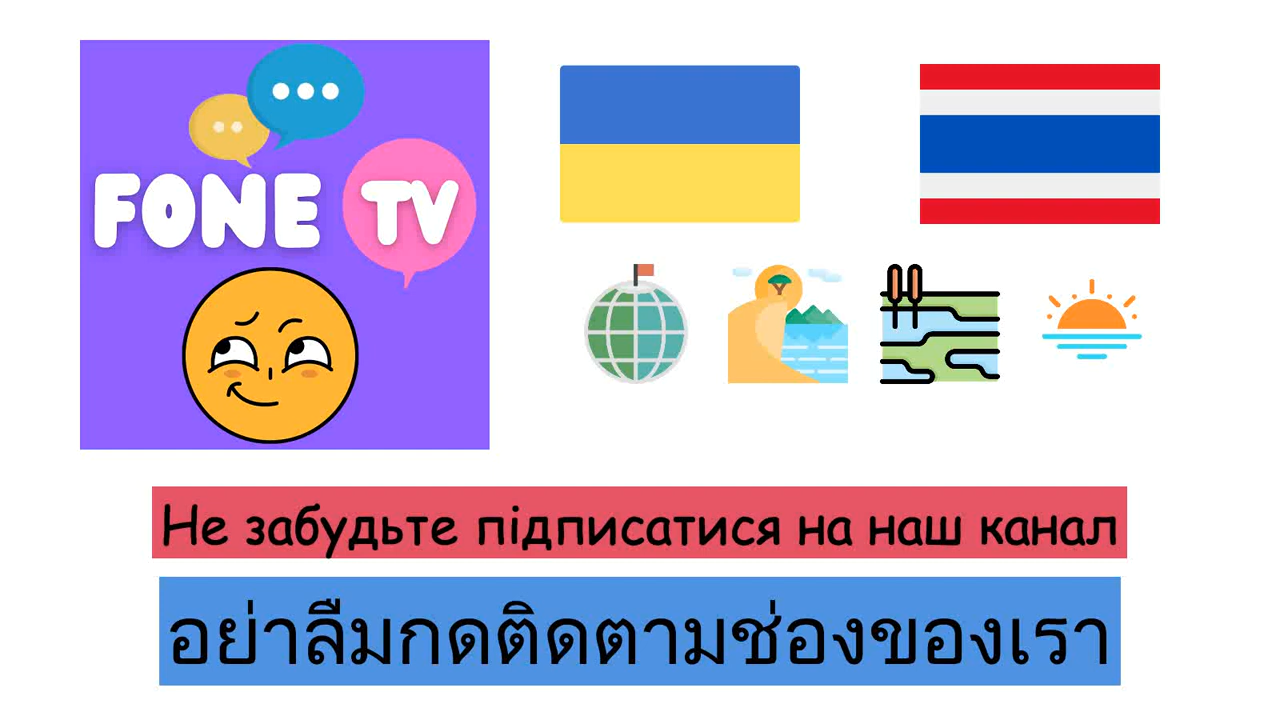 FONE TV
Не забудьте підписатися на наш канал
อย่าลืมกดติดตามช่องของเรา